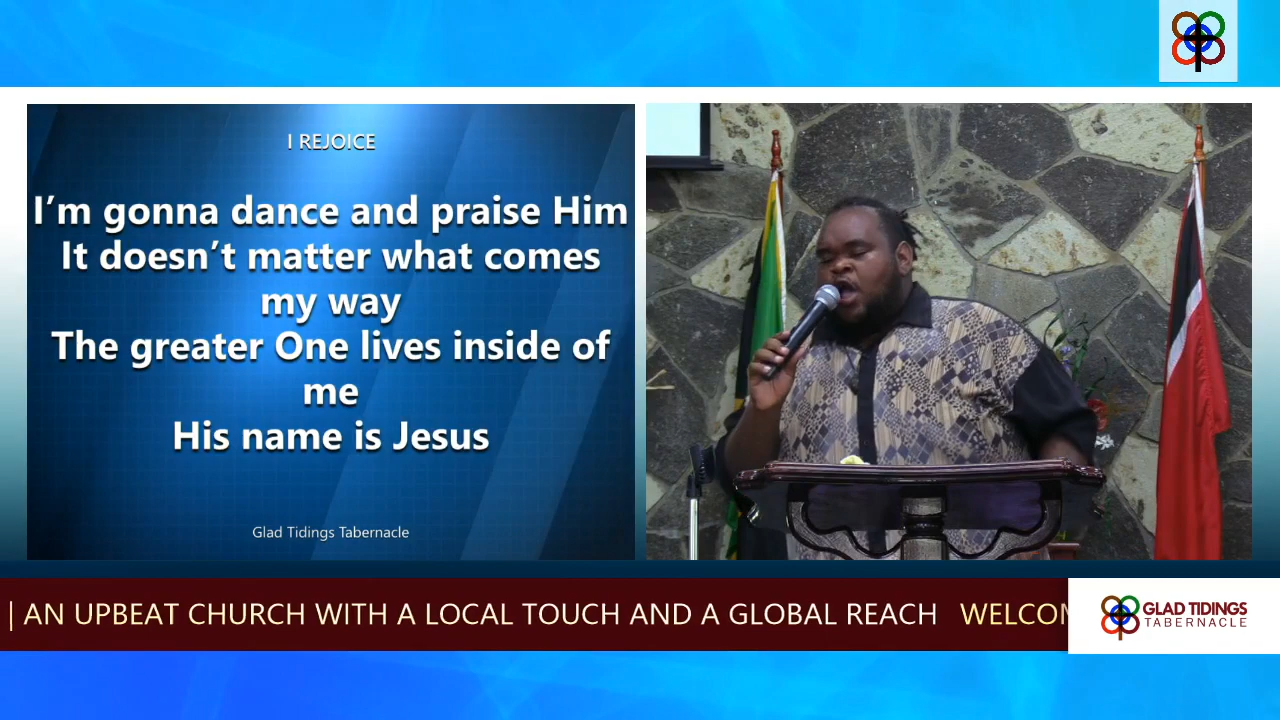 I REJOICE
I’m gonna dance and praise Him
It doesn’t matter what comes
my way
The greater One lives inside of
me
His name is Jesus
Glad Tidings Tabernacle
| AN UPBEAT CHURCH WITH A LOCAL TOUCH AND A GLOBAL REACH WELCOM
GLAD TIDINGS
TABERNACLE